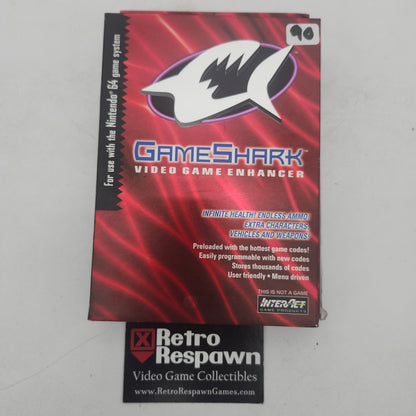 90
For use with the Nintendo® 64 game system
GAMESHARK
VIDEO GAME ENHANCER
INFINITE HEALTH! ENDLESS AMMO!
EXTRA CHARACTERS,
VEHICLES AND WEAPONS!
Preloaded with the hottest game codes!
Easily programmable with new codes
Stores thousands of codes
User friendly • Menu driven
THIS IS NOT A GAME
INTERACT
GAME PRODUCTS
Retro
Respawn
Video Game Collectibles
www.RetroRespawnGames.com